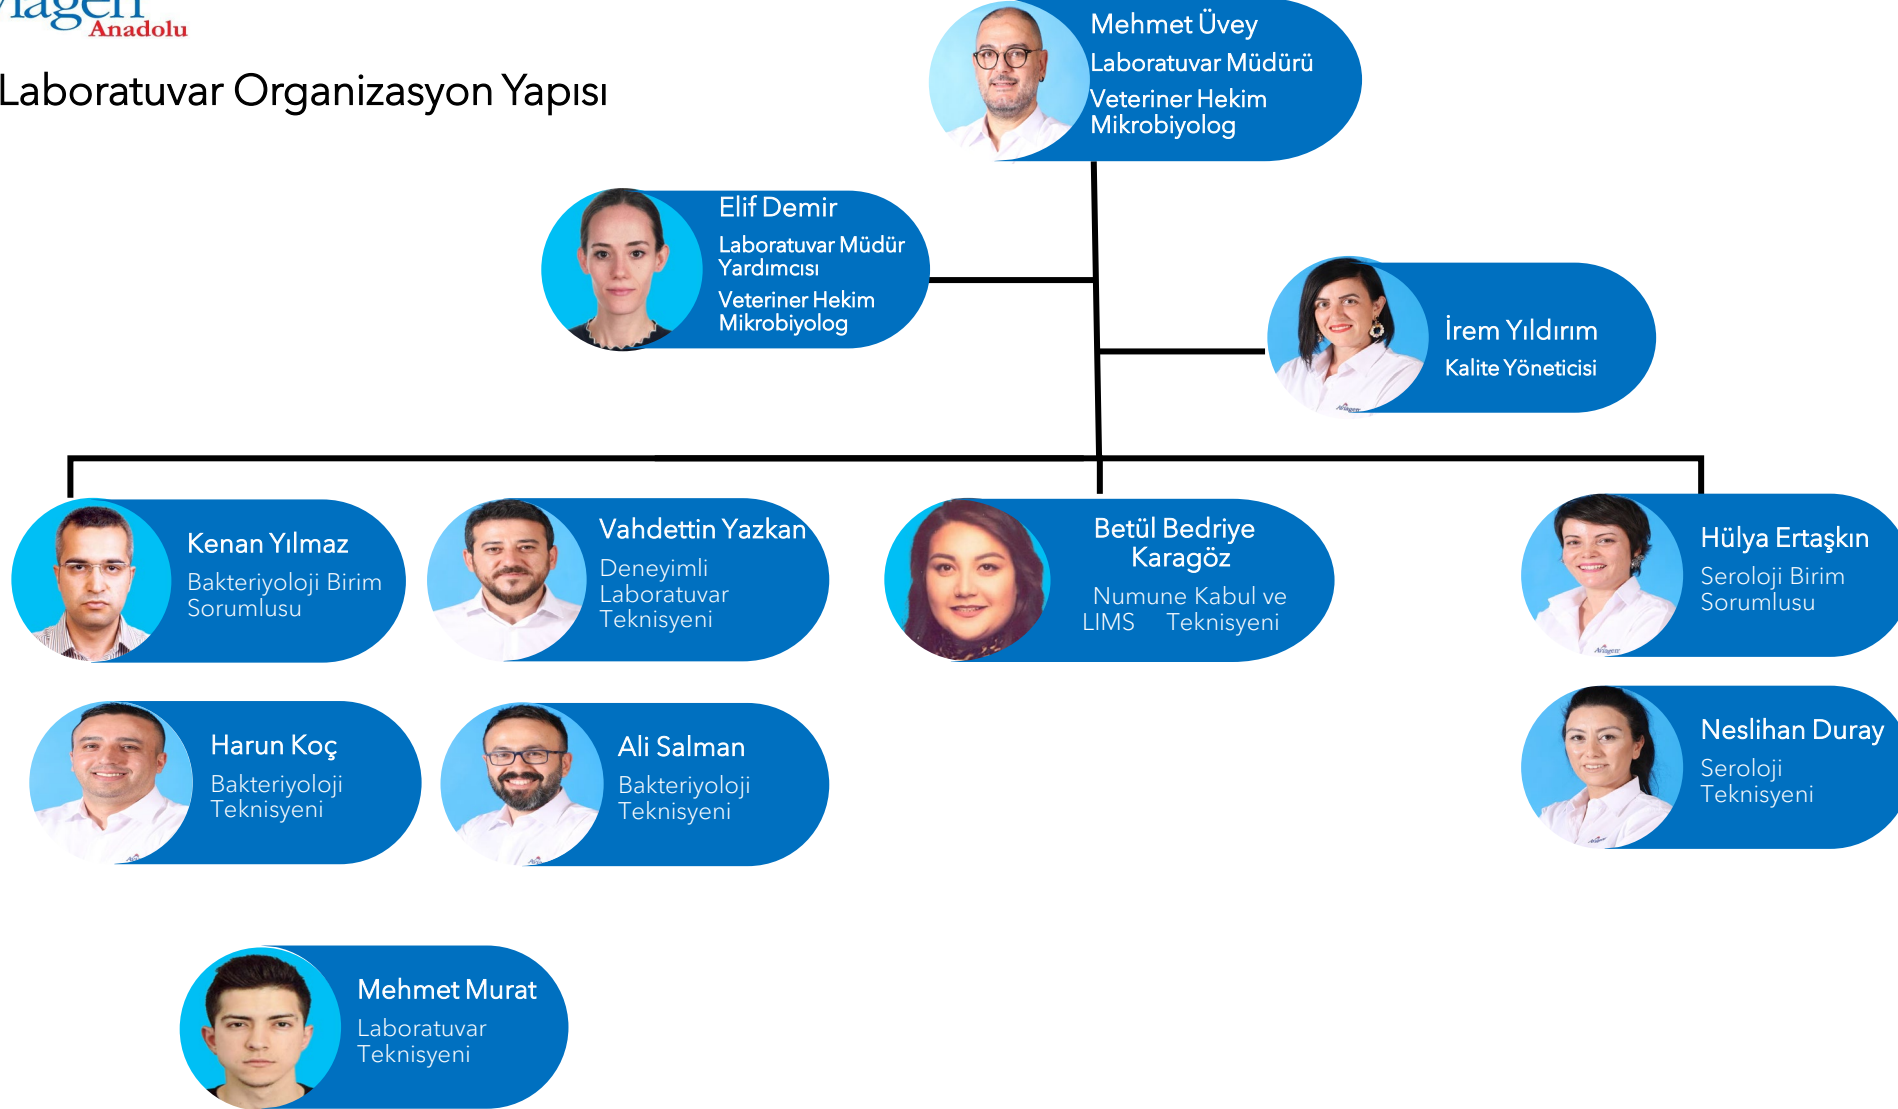 Anadolu
Laboratuvar Organizasyon Yapısı
Mehmet Üvey
Laboratuvar Müdürü
Veteriner Hekim
Mikrobiyolog
Elif Demir
Laboratuvar Müdür
Yardımcısı
Veteriner Hekim
Mikrobiyolog
İrem Yıldırım
Kalite Yöneticisi
Kenan Yılmaz
Bakteriyoloji Birim
Sorumlusu
Vahdettin Yazkan
Deneyimli
Laboratuvar
Teknisyeni
Betül Bedriye
Karagöz
Numune Kabul ve
LIMS Teknisyeni
Hülya Ertaşkın
Seroloji Birim
Sorumlusu
Harun Koç
Bakteriyoloji
Teknisyeni
Ali Salman
Bakteriyoloji
Teknisyeni
Neslihan Duray
Seroloji
Teknisyeni
Mehmet Murat
Laboratuvar
Teknisyeni